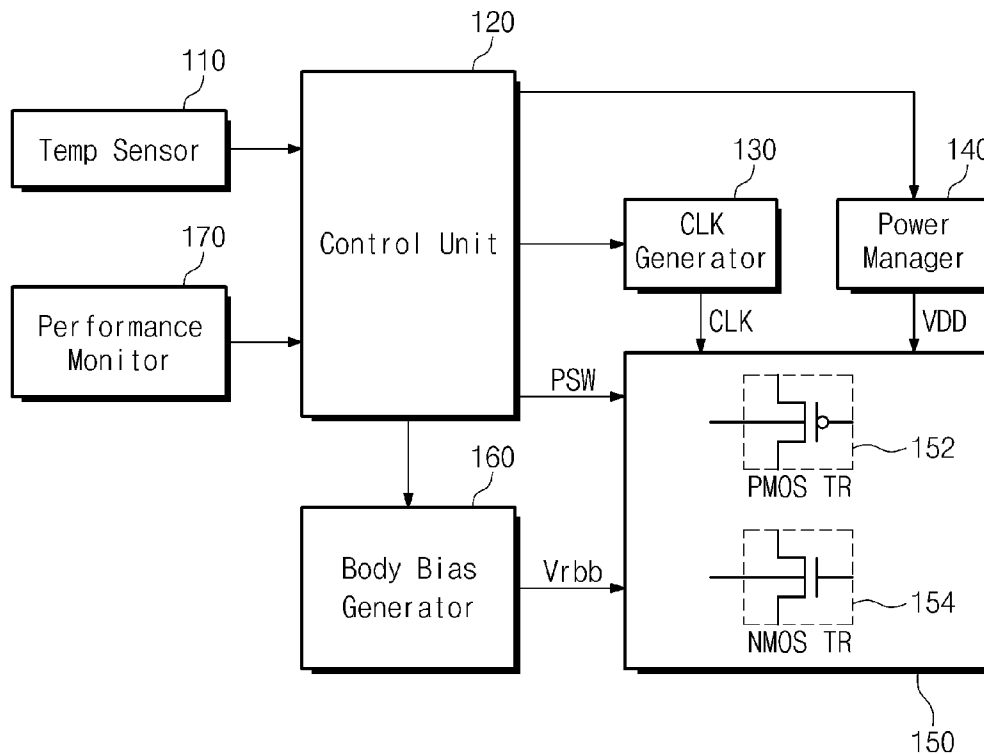 120
110
Temp Sensor
130
140
CLK
Generator
Power
Manager
170
Control Unit
Performance
Monitor
CLK
VDD
PSW
152
PMOS TR
160
Body Bias
Generator
Vrbb
154
NMOS TR
150